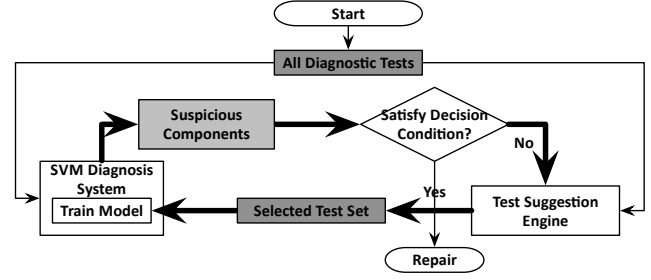 Start
All Diagnostic Tests
Suspicious
Components
Satisfy Decision
Condition?
No
SVM Diagnosis
System
Train Model
Yes
Selected Test Set
Test Suggestion
Engine
Repair